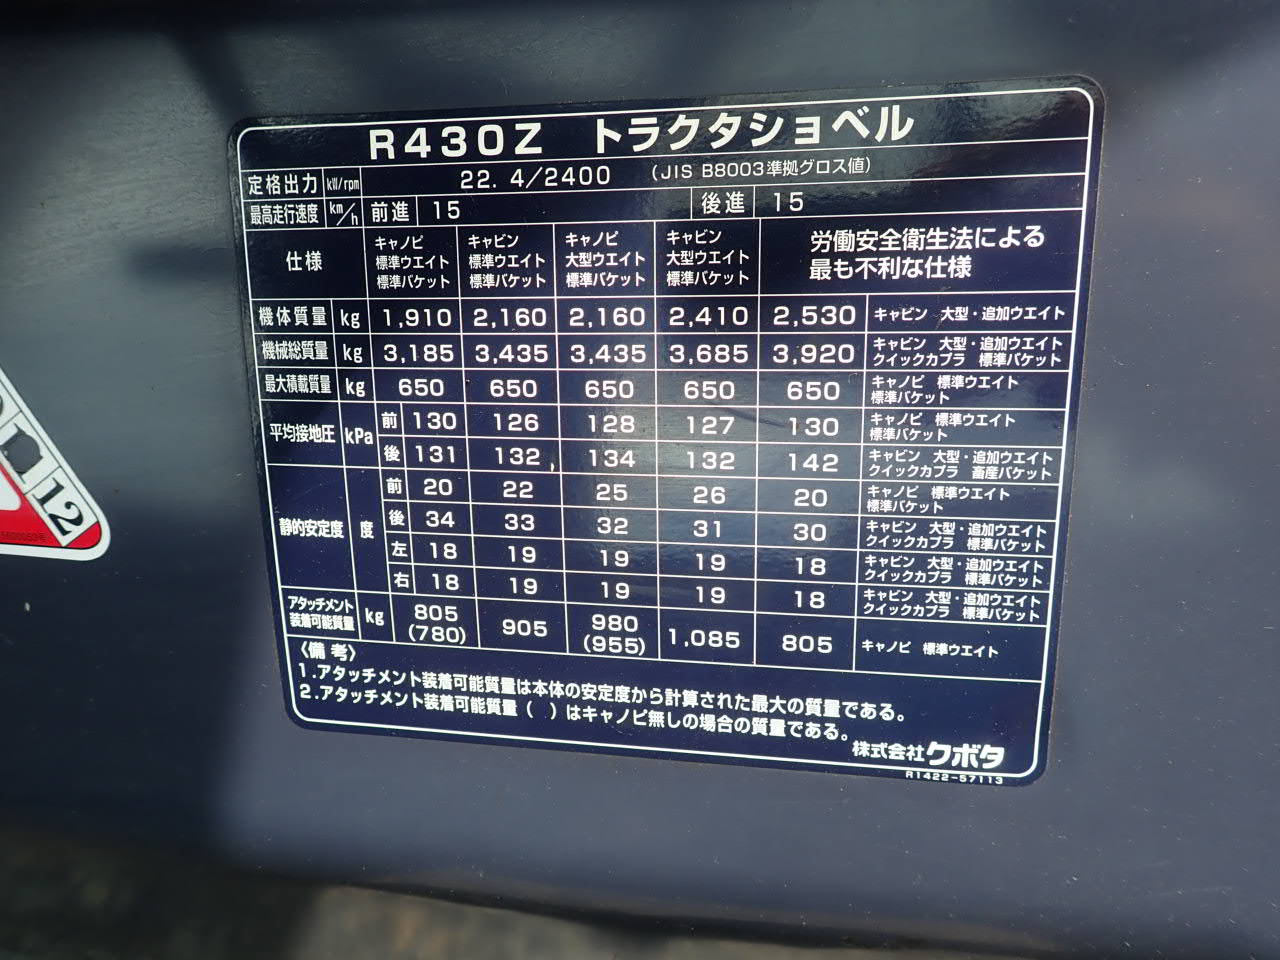 R430Z トラクタショベル
定格出力 kW/rpm 22.4/2400 (JIS B8003準拠グロス値)
最高走行速度 km/h 前進 15 後進 15
仕様 キャノピ 標準ウエイト 標準バケット キャビン 標準ウエイト 標準バケット キャノピ 大型ウエイト 標準バケット キャビン 大型ウエイト 標準バケット 労働安全衛生法による 最も不利な仕様
機体質量 kg 1,910 2,160 2,160 2,410 2,530 キャビン 大型・追加ウエイト
機械総質量 kg 3,185 3,435 3,435 3,685 3,920 キャビン 大型・追加ウエイト クイックカプラ 標準バケット
最大積載質量 kg 650 650 650 650 650 キャノピ 標準ウエイト 標準バケット
平均接地圧 kPa 前 130 126 128 127 130 キャノピ 標準ウエイト 標準バケット
後 131 132 134 132 142 キャビン 大型・追加ウエイト クイックカプラ 畜産バケット
静的安定度 度 前 20 22 25 26 20 キャノピ 標準ウエイト 標準バケット
後 34 33 32 31 30 キャビン 大型・追加ウエイト クイックカプラ 標準バケット
左 18 19 19 19 18 キャビン 大型・追加ウエイト クイックカプラ 標準バケット
右 18 19 19 19 18 キャビン 大型・追加ウエイト クイックカプラ 標準バケット
アタッチメント 装着可能質量 kg 805 (780) 905 980 (955) 1,085 805 キャノピ 標準ウエイト
〈備考〉
1.アタッチメント装着可能質量は本体の安定度から計算された最大の質量である。
2.アタッチメント装着可能質量( )はキャノピ無しの場合の質量である。
株式会社クボタ
R1422-57113
12